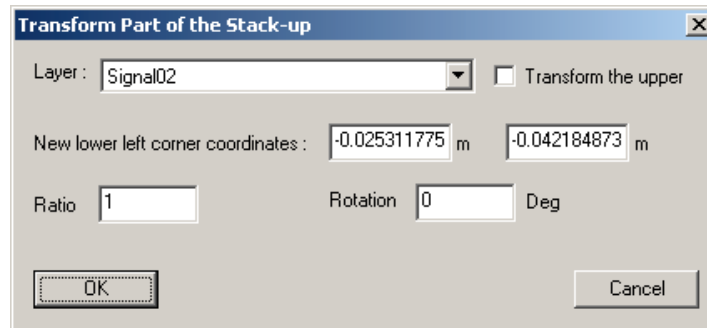 Transform Part of the Stack-up
Layer : Signal02 Transform the upper
New lower left corner coordinates : -0.025311775 m -0.042184873 m
Ratio 1 Rotation 0 Deg
OK Cancel